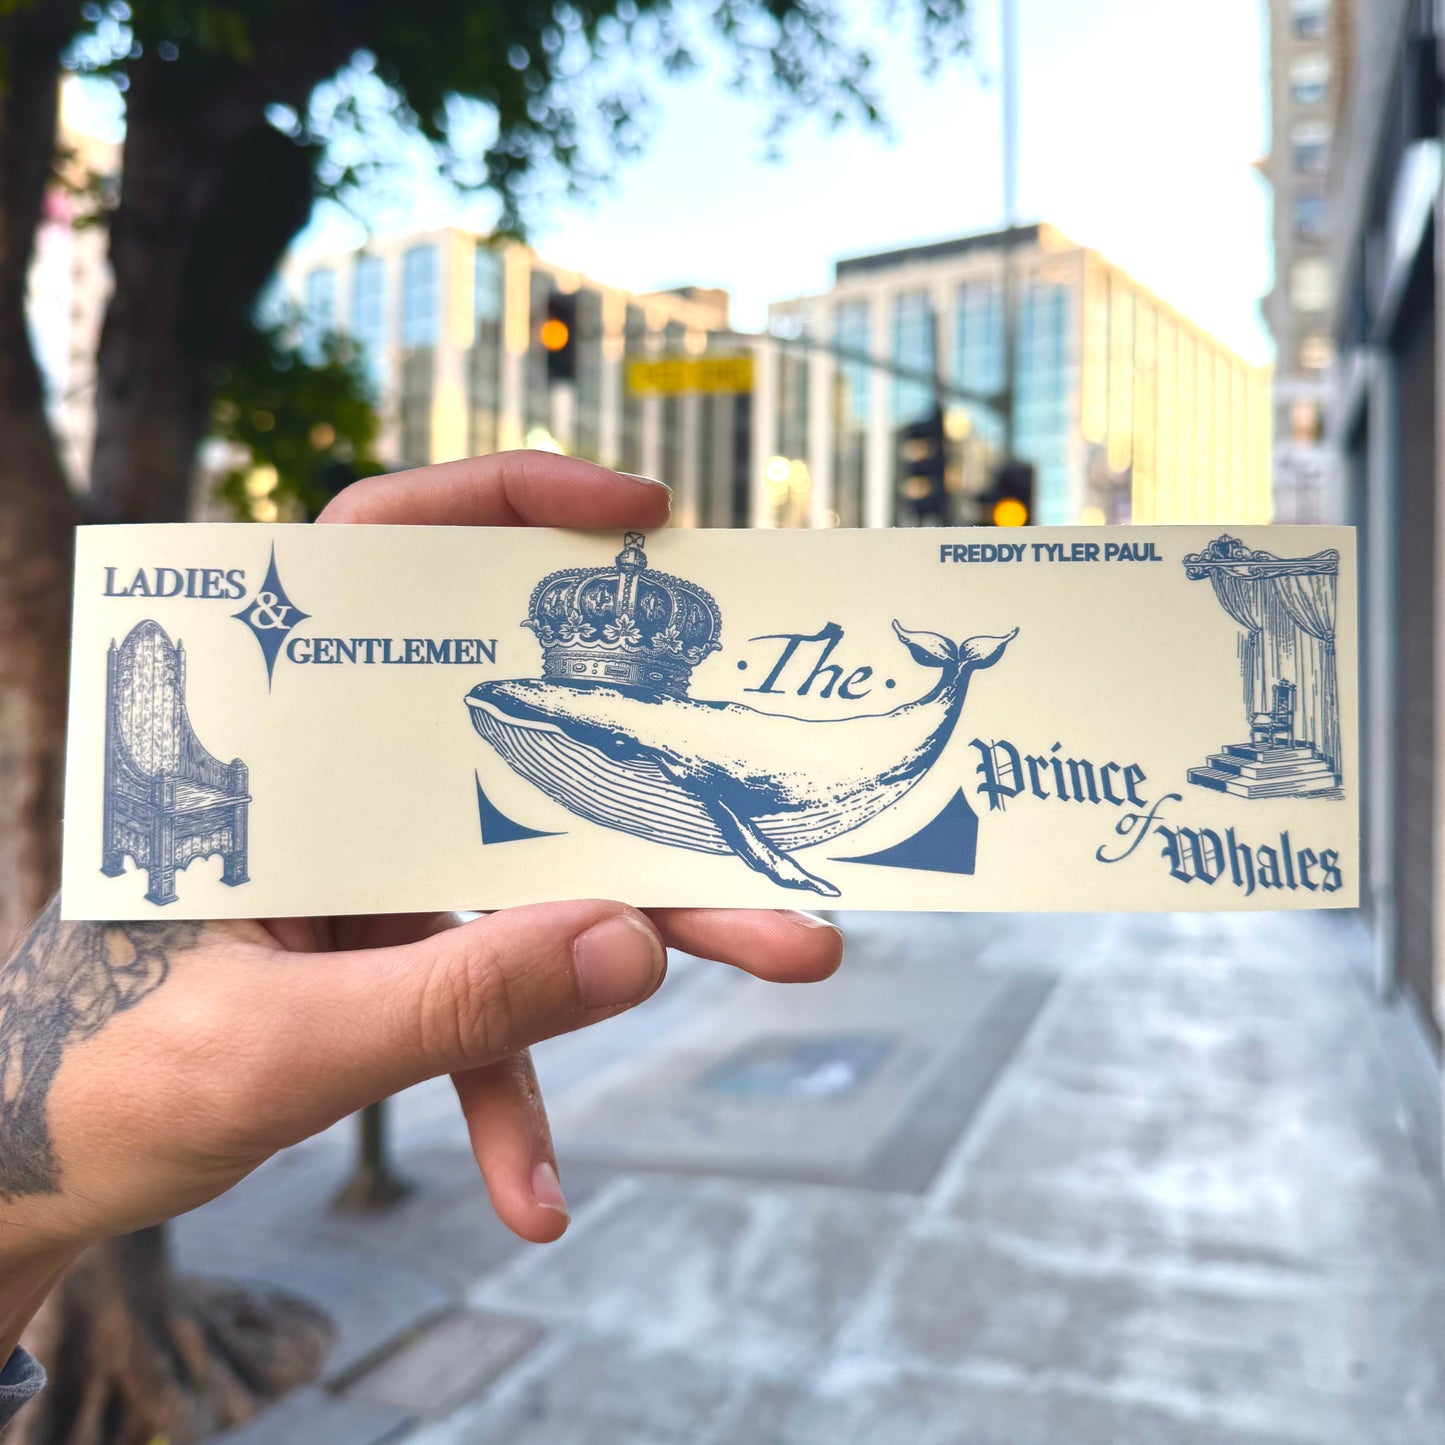 LADIES
&
GENTLEMEN
·The·
FREDDY TYLER PAUL
Prince
of
Whales